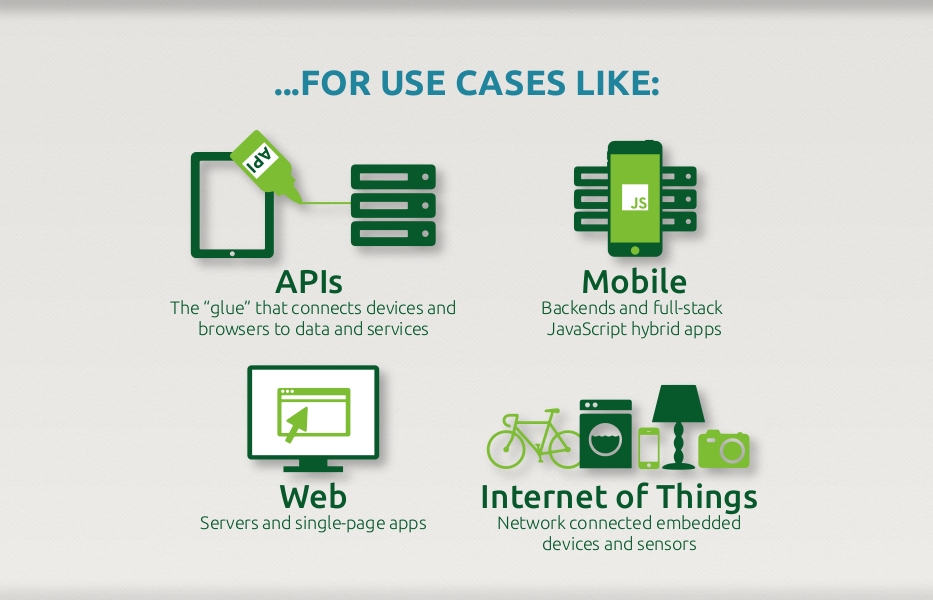 ...FOR USE CASES LIKE:
API
JS
APIs
The “glue” that connects devices and
browsers to data and services
Mobile
Backends and full-stack
JavaScript hybrid apps
Web
Servers and single-page apps
Internet of Things
Network connected embedded
devices and sensors